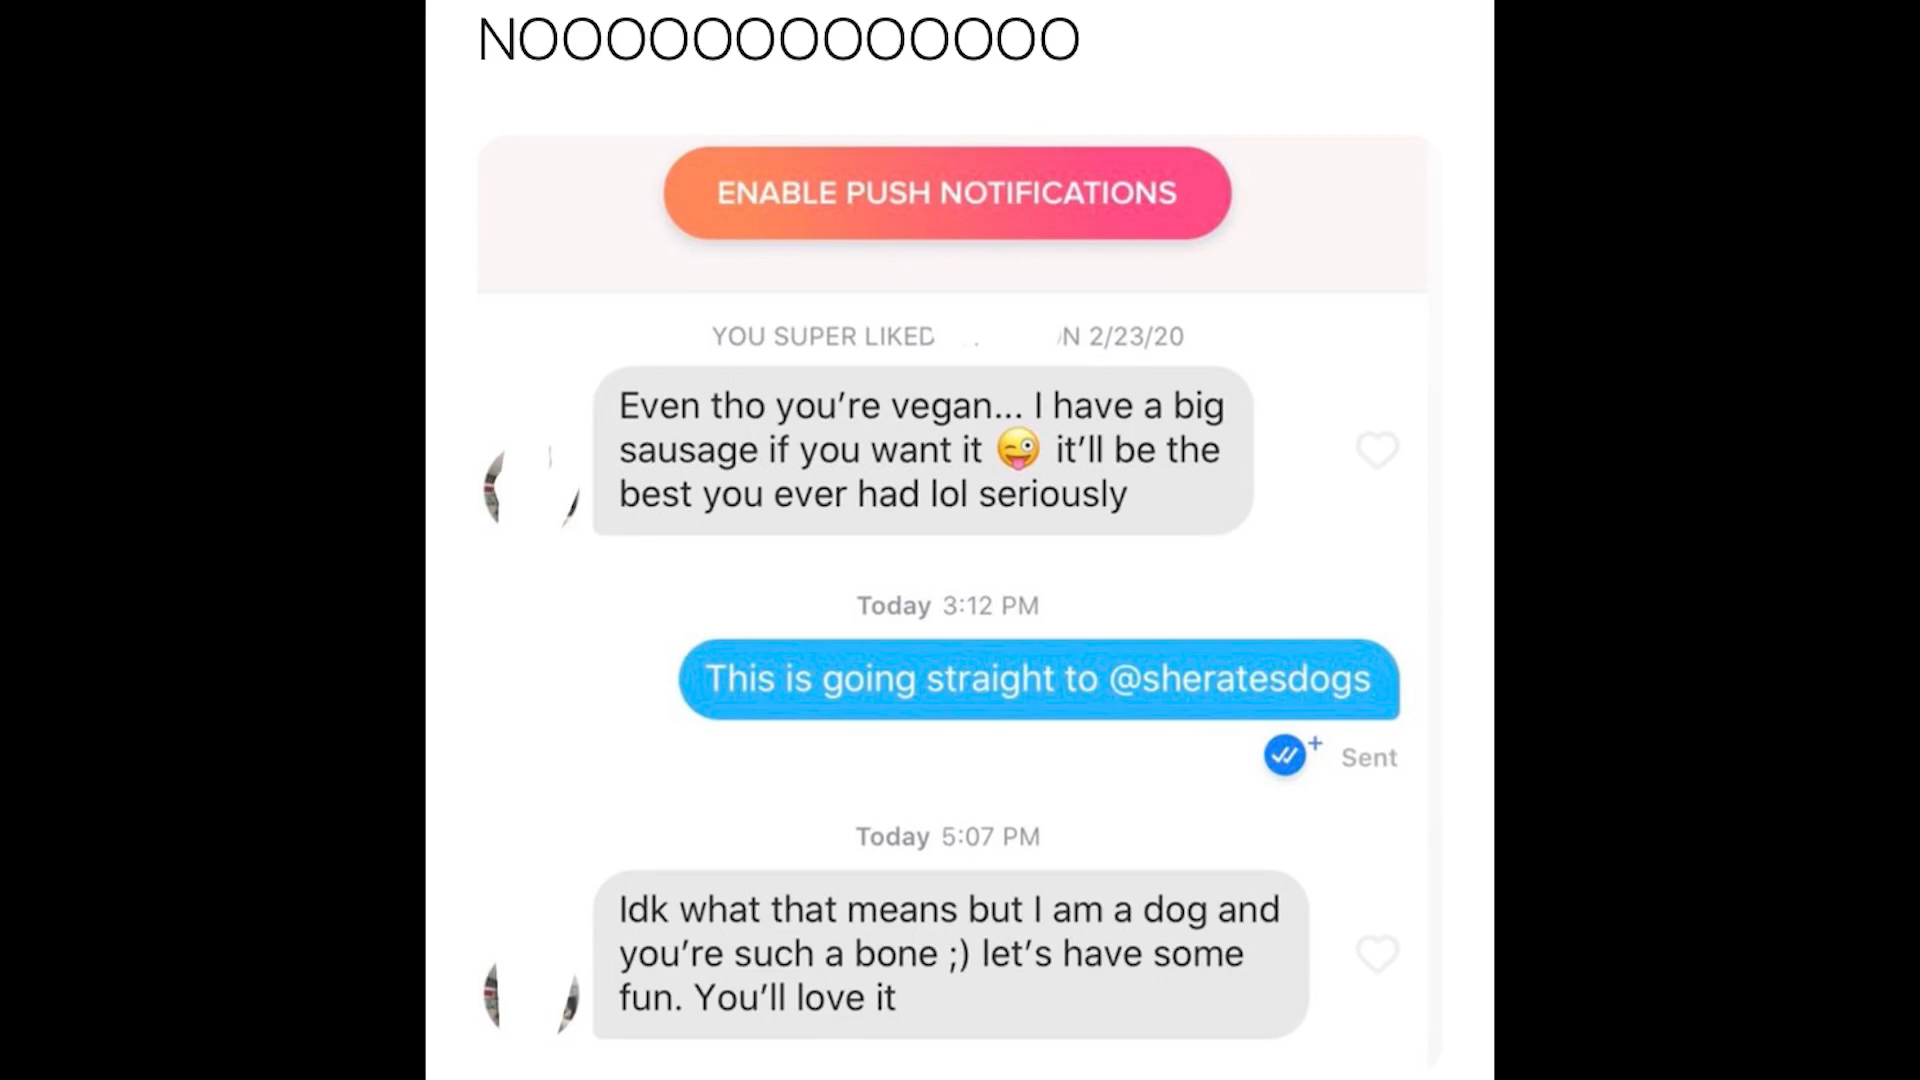 NOOOOOOOOOOOOO
ENABLE PUSH NOTIFICATIONS
YOU SUPER LIKED N 2/23/20
Even tho you're vegan... I have a big
sausage if you want it 😜 it'll be the
best you ever had lol seriously
Today 3:12 PM
This is going straight to @sheratesdogs
Sent
Today 5:07 PM
Idk what that means but I am a dog and
you're such a bone ;) let's have some
fun. You'll love it